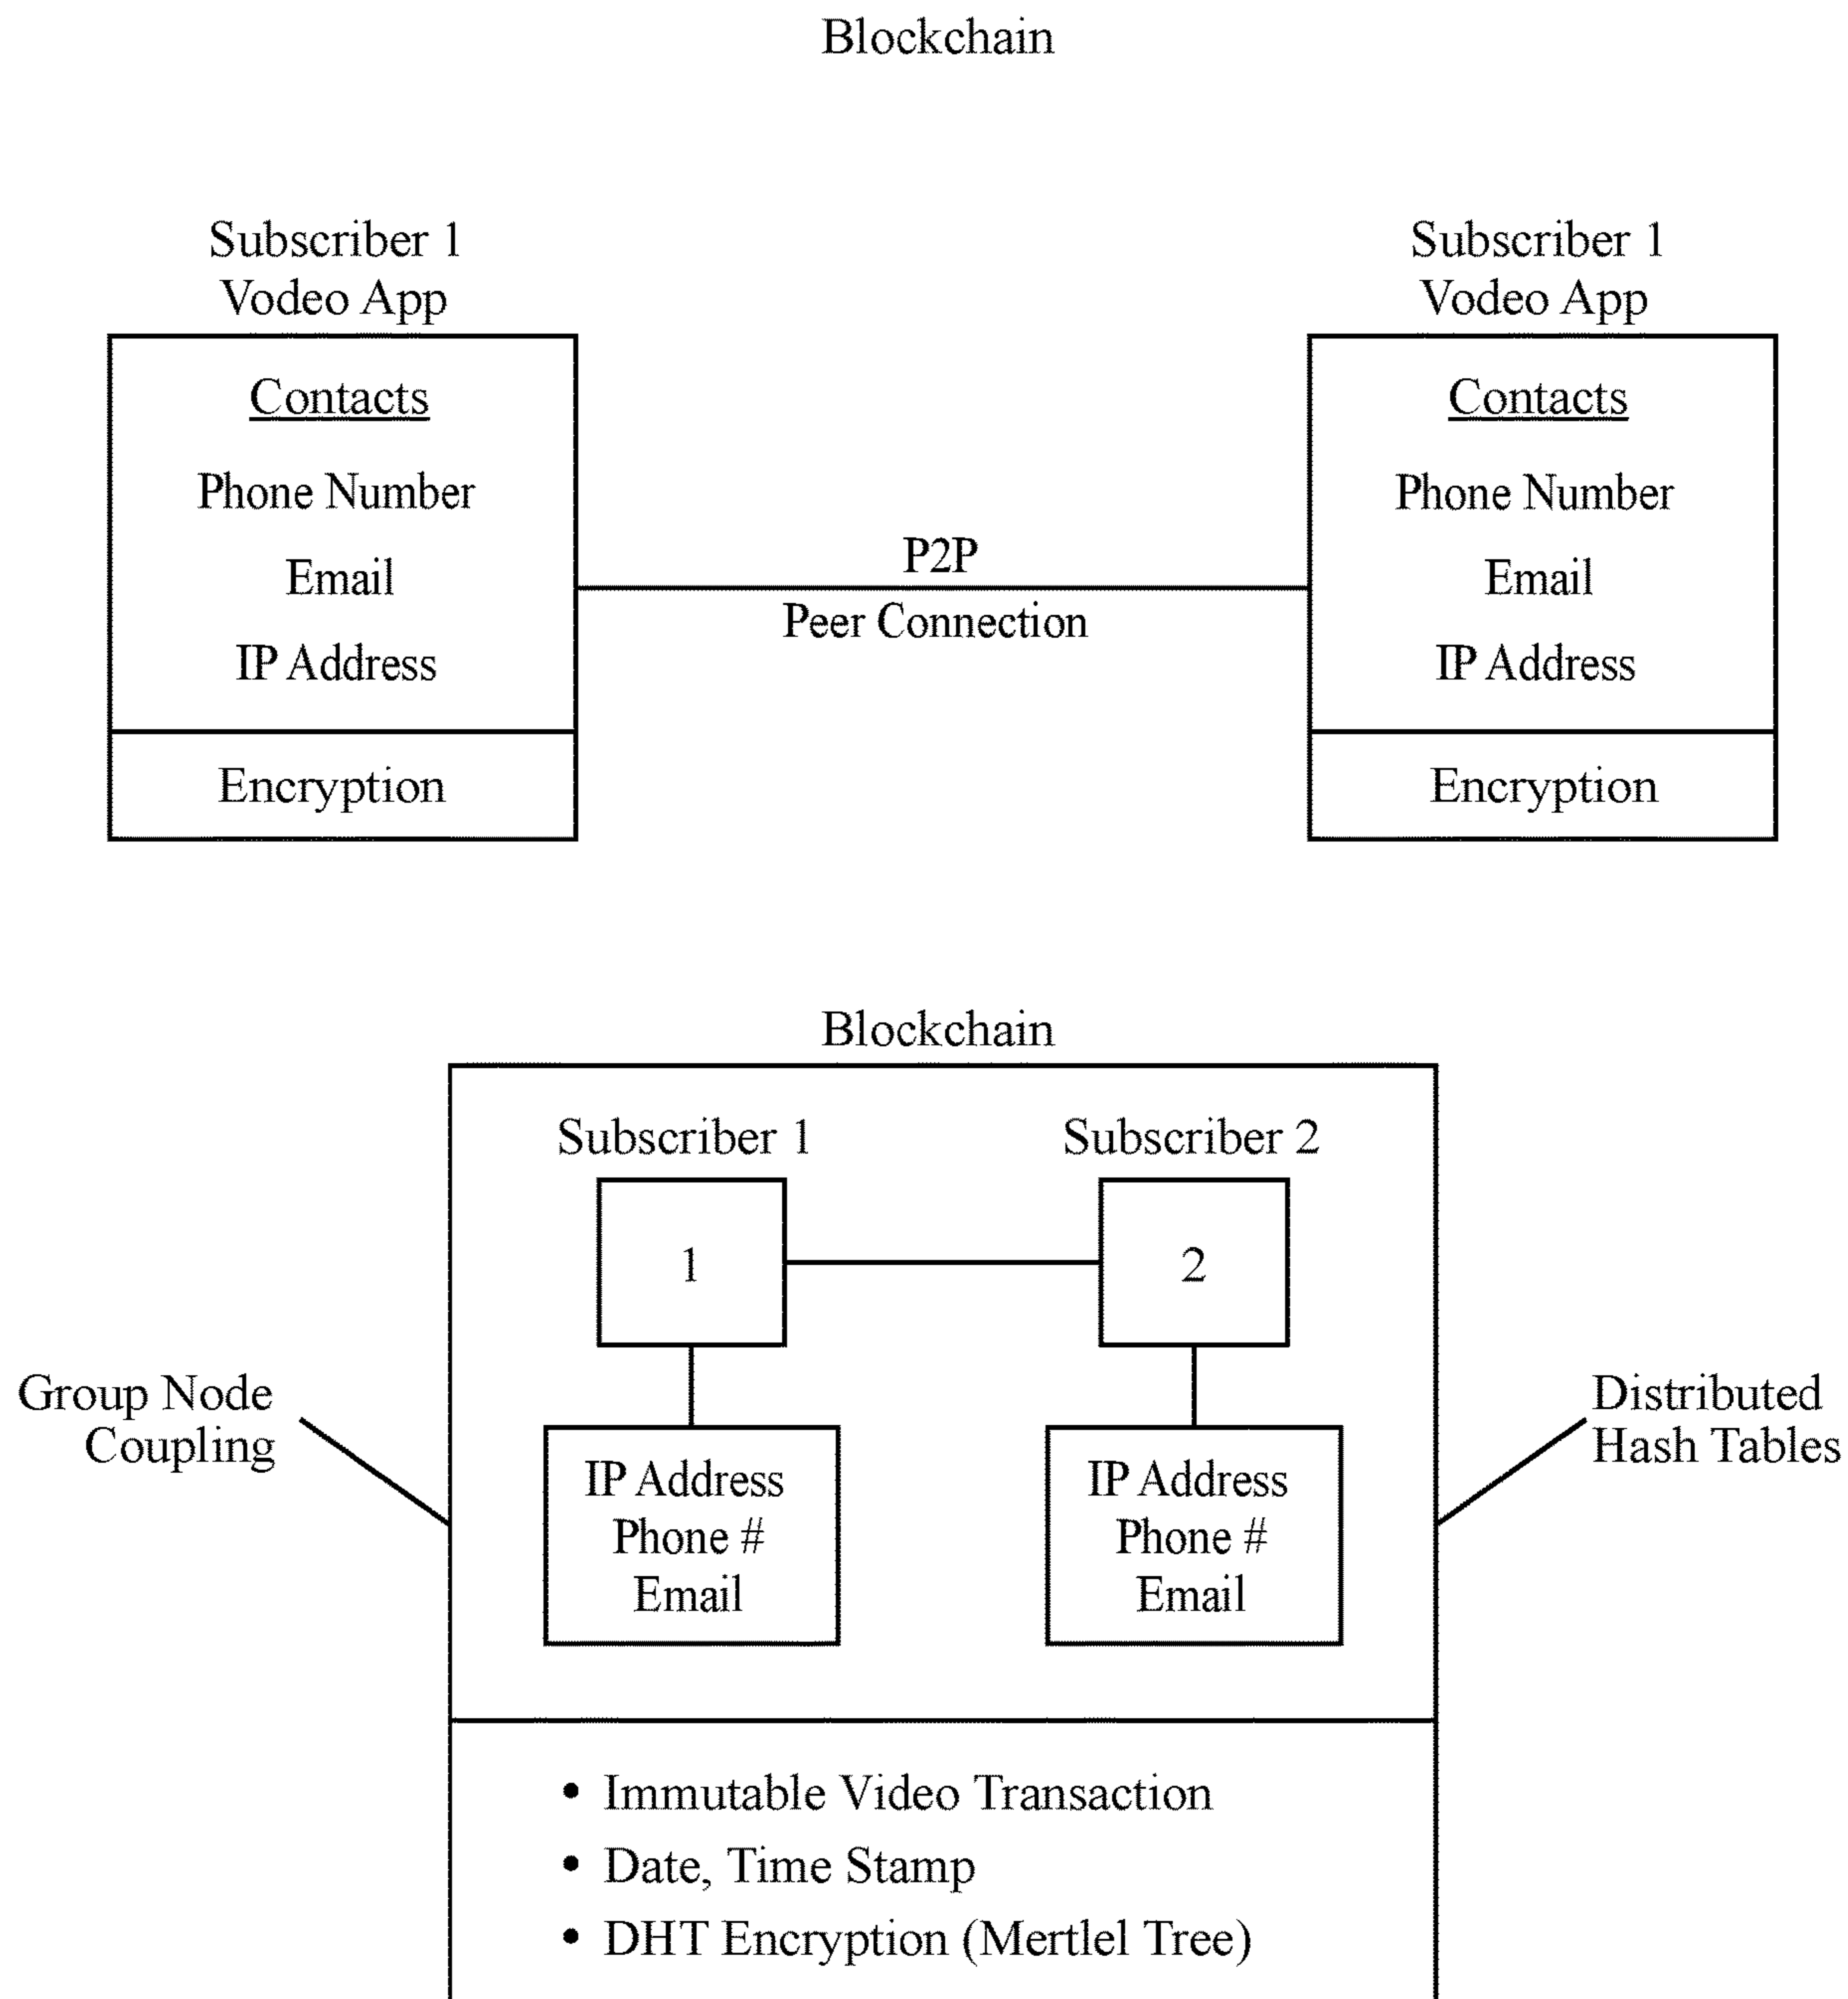 Blockchain
Subscriber 1
Vodeo App
Contacts
Phone Number
Email
IP Address
Encryption
P2P
Peer Connection
Subscriber 1
Vodeo App
Contacts
Phone Number
Email
IP Address
Encryption
Blockchain
Subscriber 1
1
IP Address
Phone #
Email
Subscriber 2
2
IP Address
Phone #
Email
Group Node
Coupling
Distributed
Hash Tables
• Immutable Video Transaction
• Date, Time Stamp
• DHT Encryption (Mertlel Tree)